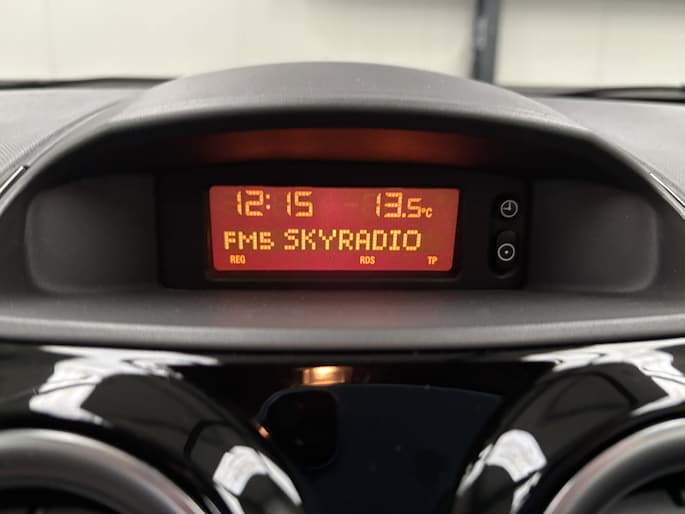 12:15 13.5°C
FM5 SKYRADIO
REG RDS TP